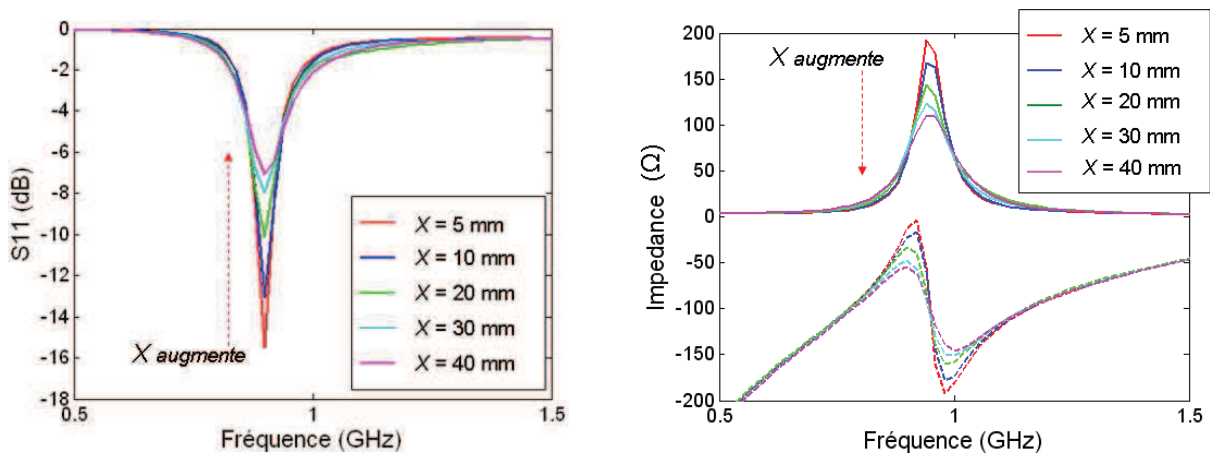 0
-2
-4
-6
-8
-10
-12
-14
-16
-18
S11 (dB)
0.5
1
1.5
Fréquence (GHz)
X augmente
X = 5 mm
X = 10 mm
X = 20 mm
X = 30 mm
X = 40 mm
200
150
100
50
0
-50
-100
-150
-200
Impedance (Ω)
0.5
1
1.5
Fréquence (GHz)
X augmente
X = 5 mm
X = 10 mm
X = 20 mm
X = 30 mm
X = 40 mm